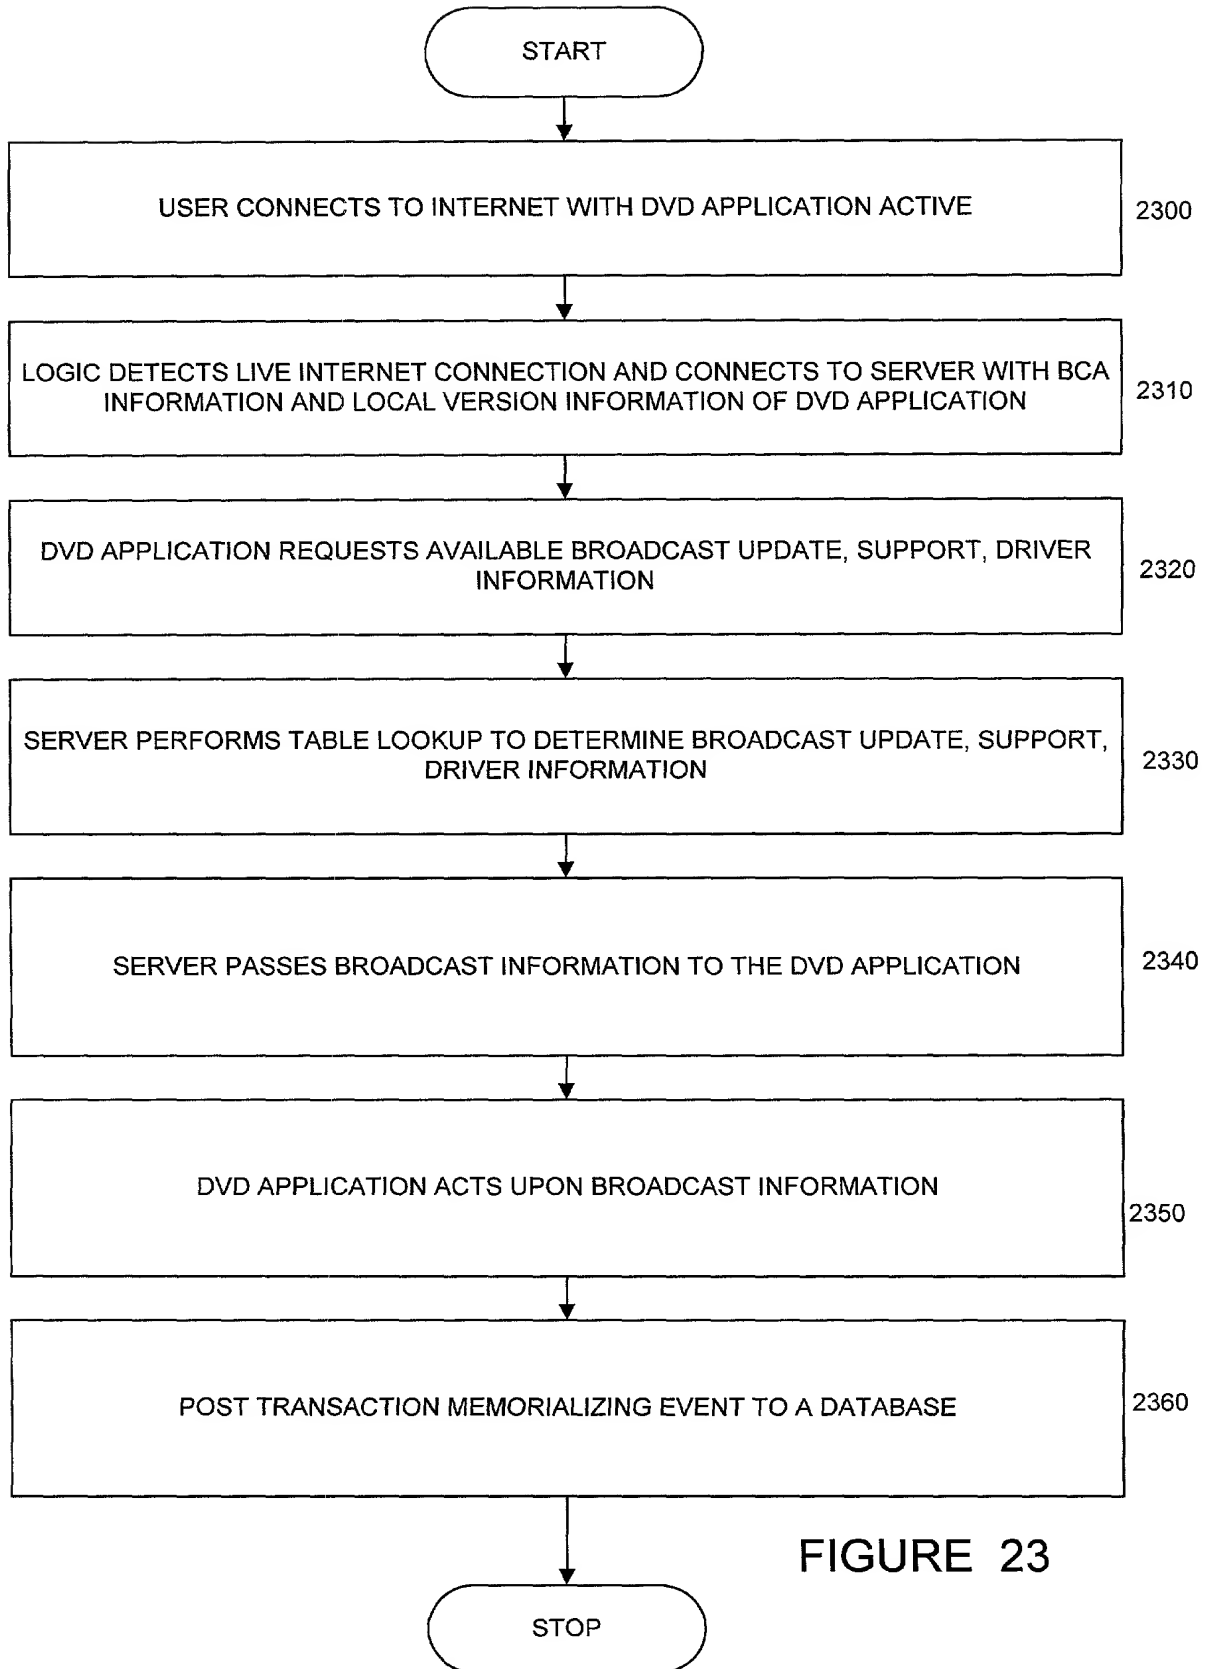 START
USER CONNECTS TO INTERNET WITH DVD APPLICATION ACTIVE
2300
LOGIC DETECTS LIVE INTERNET CONNECTION AND CONNECTS TO SERVER WITH BCA
INFORMATION AND LOCAL VERSION INFORMATION OF DVD APPLICATION
2310
DVD APPLICATION REQUESTS AVAILABLE BROADCAST UPDATE, SUPPORT, DRIVER
INFORMATION
2320
SERVER PERFORMS TABLE LOOKUP TO DETERMINE BROADCAST UPDATE, SUPPORT,
DRIVER INFORMATION
2330
SERVER PASSES BROADCAST INFORMATION TO THE DVD APPLICATION
2340
DVD APPLICATION ACTS UPON BROADCAST INFORMATION
2350
POST TRANSACTION MEMORIALIZING EVENT TO A DATABASE
2360
FIGURE 23
STOP